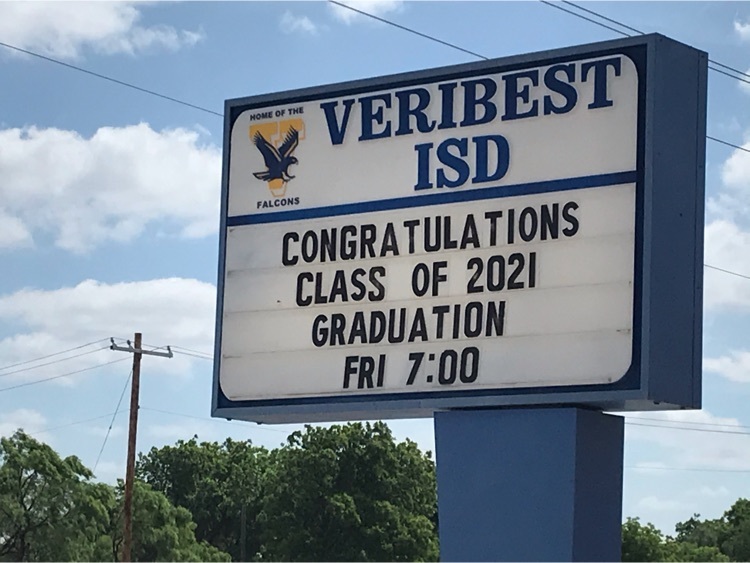 HOME OF THE
FALCONS
VERIBEST
ISD
CONGRATULATIONS
CLASS OF 2021
GRADUATION
FRI 7:00